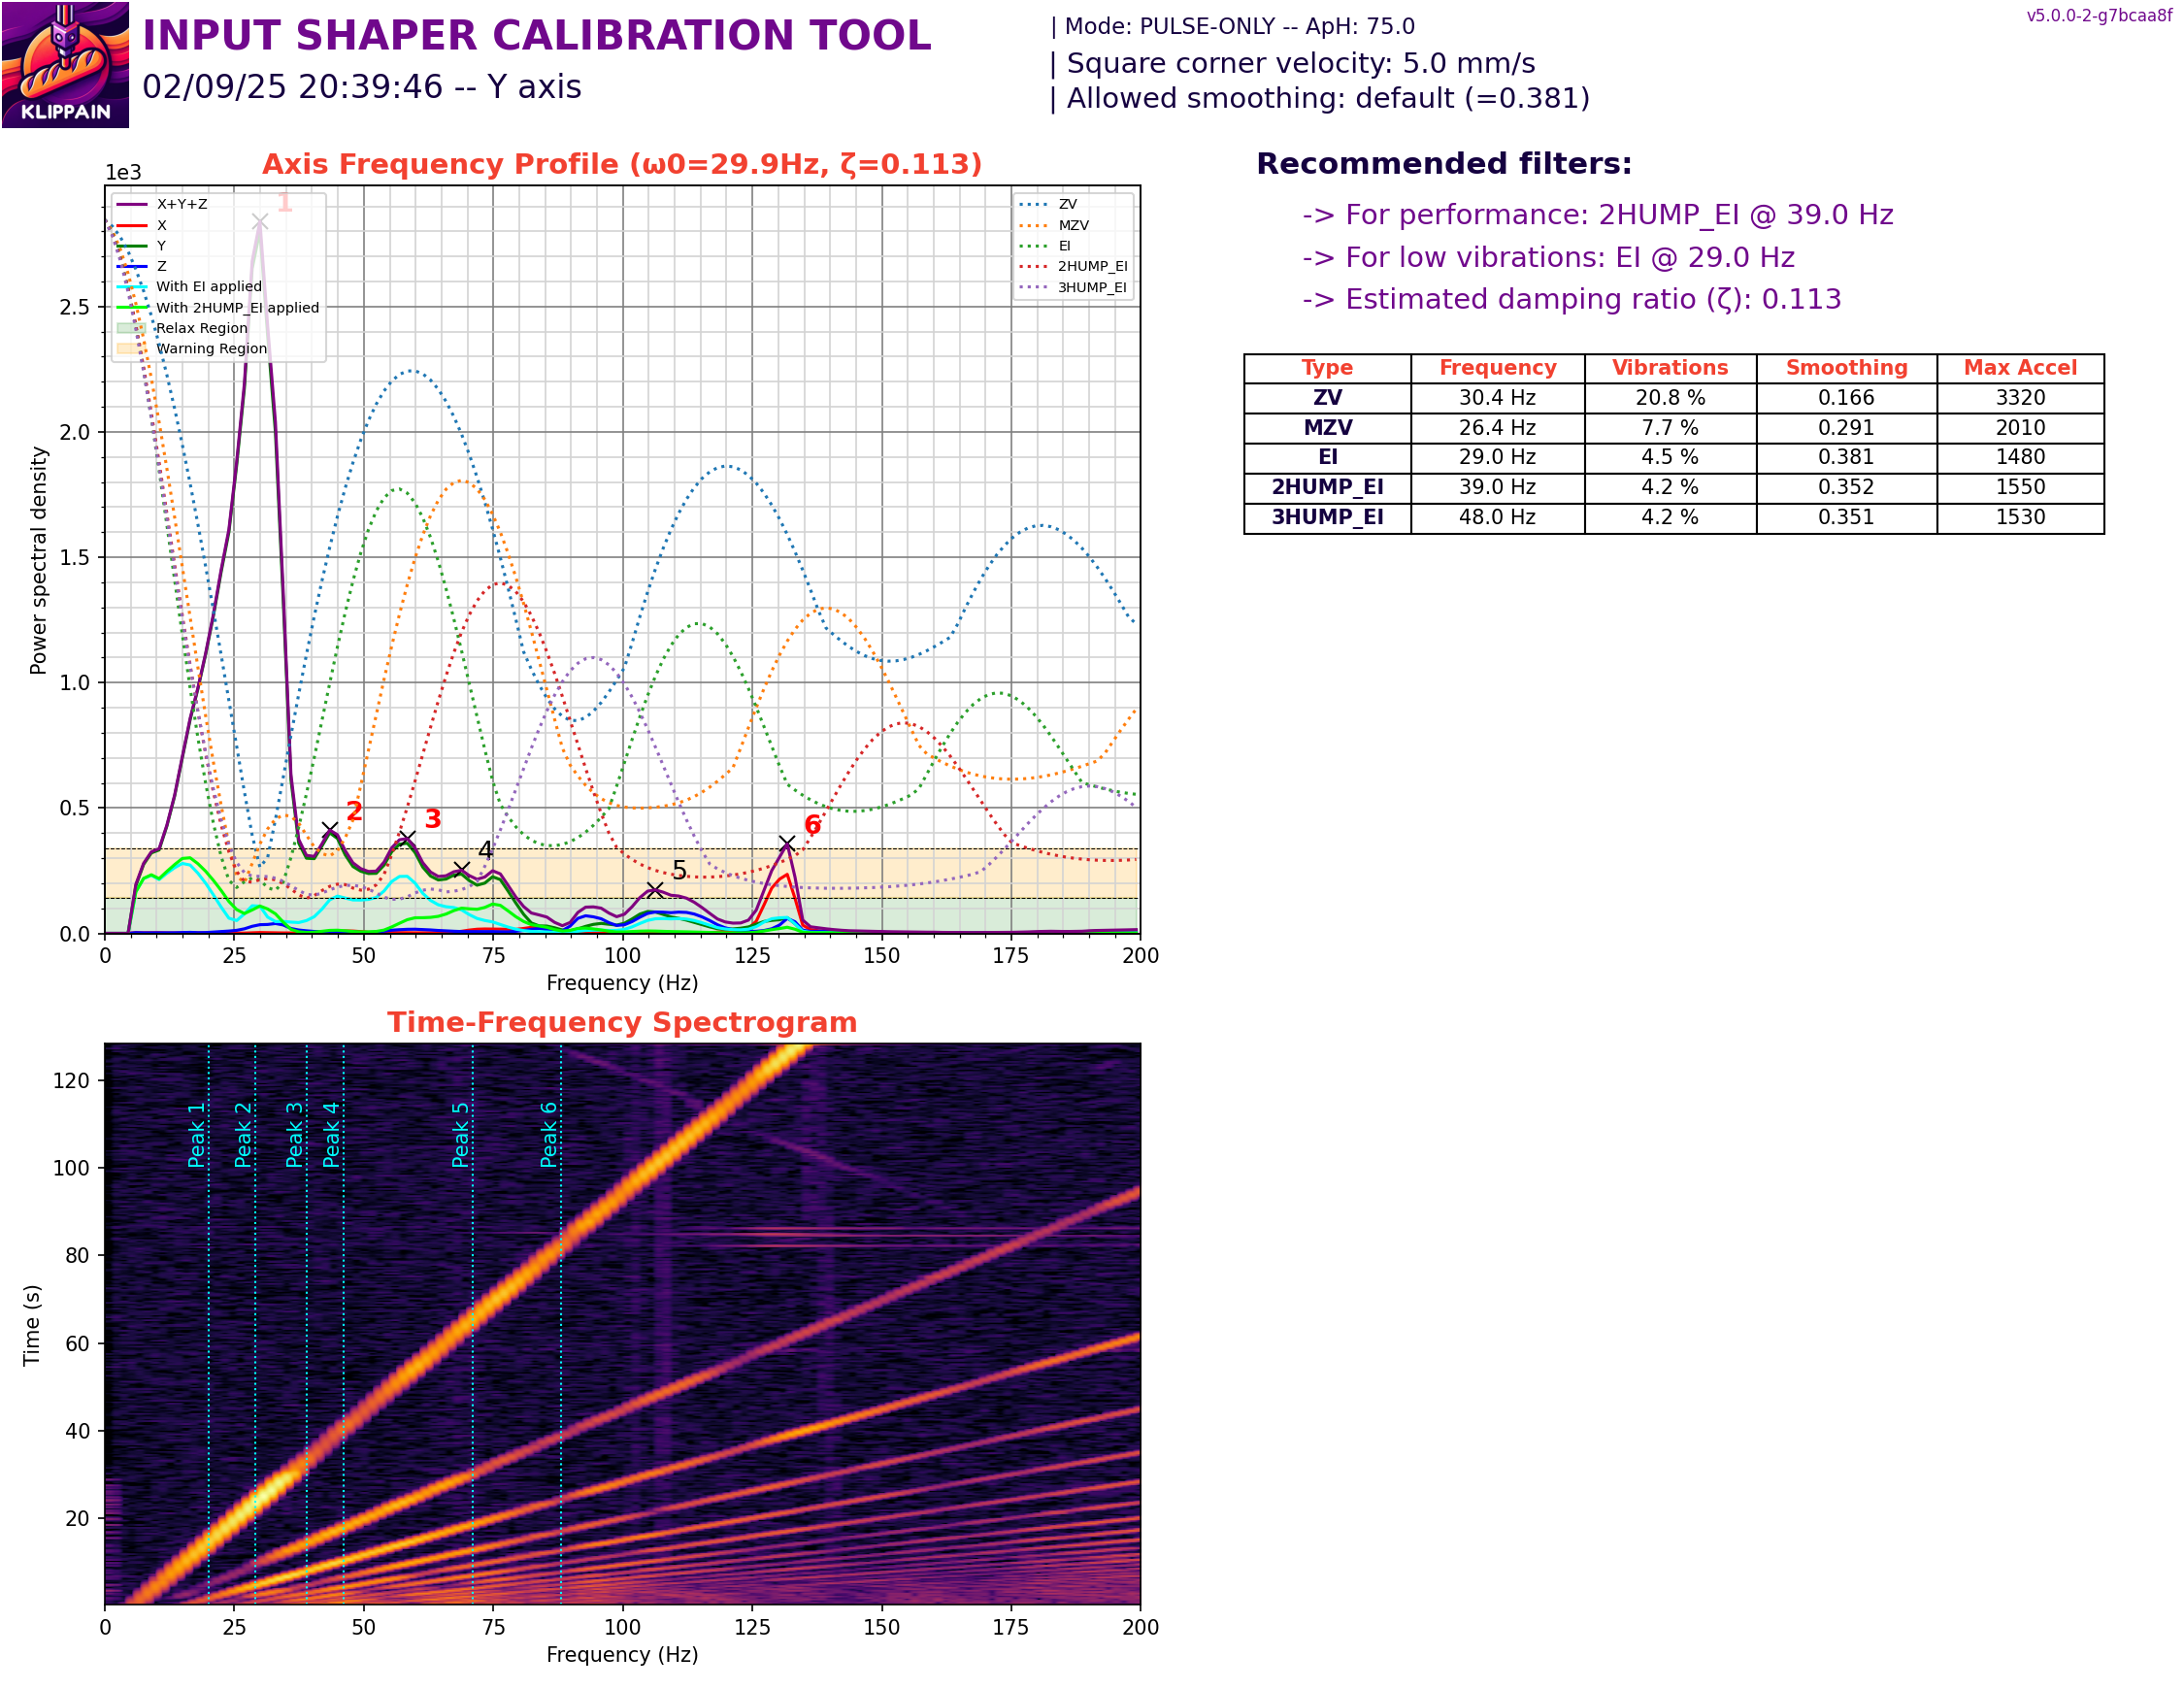 KLIPPAIN
INPUT SHAPER CALIBRATION TOOL
02/09/25 20:39:46 -- Y axis
| Mode: PULSE-ONLY -- ApH: 75.0
| Square corner velocity: 5.0 mm/s
| Allowed smoothing: default (=0.381)
v5.0.0-2-g7bcaa8f
Axis Frequency Profile (ω0=29.9Hz, ζ=0.113)
1e3
X+Y+Z
X
Y
Z
With EI applied
With 2HUMP_EI applied
Relax Region
Warning Region
ZV
MZV
EI
2HUMP_EI
3HUMP_EI
1
2
3
4
5
6
Power spectral density
2.5
2.0
1.5
1.0
0.5
0.0
0 25 50 75 100 125 150 175 200
Frequency (Hz)
Recommended filters:
-> For performance: 2HUMP_EI @ 39.0 Hz
-> For low vibrations: EI @ 29.0 Hz
-> Estimated damping ratio (ζ): 0.113
Type Frequency Vibrations Smoothing Max Accel
ZV 30.4 Hz 20.8 % 0.166 3320
MZV 26.4 Hz 7.7 % 0.291 2010
EI 29.0 Hz 4.5 % 0.381 1480
2HUMP_EI 39.0 Hz 4.2 % 0.352 1550
3HUMP_EI 48.0 Hz 4.2 % 0.351 1530
Time-Frequency Spectrogram
Time (s)
120
100
80
60
40
20
Peak 1
Peak 2
Peak 3
Peak 4
Peak 5
Peak 6
0 25 50 75 100 125 150 175 200
Frequency (Hz)